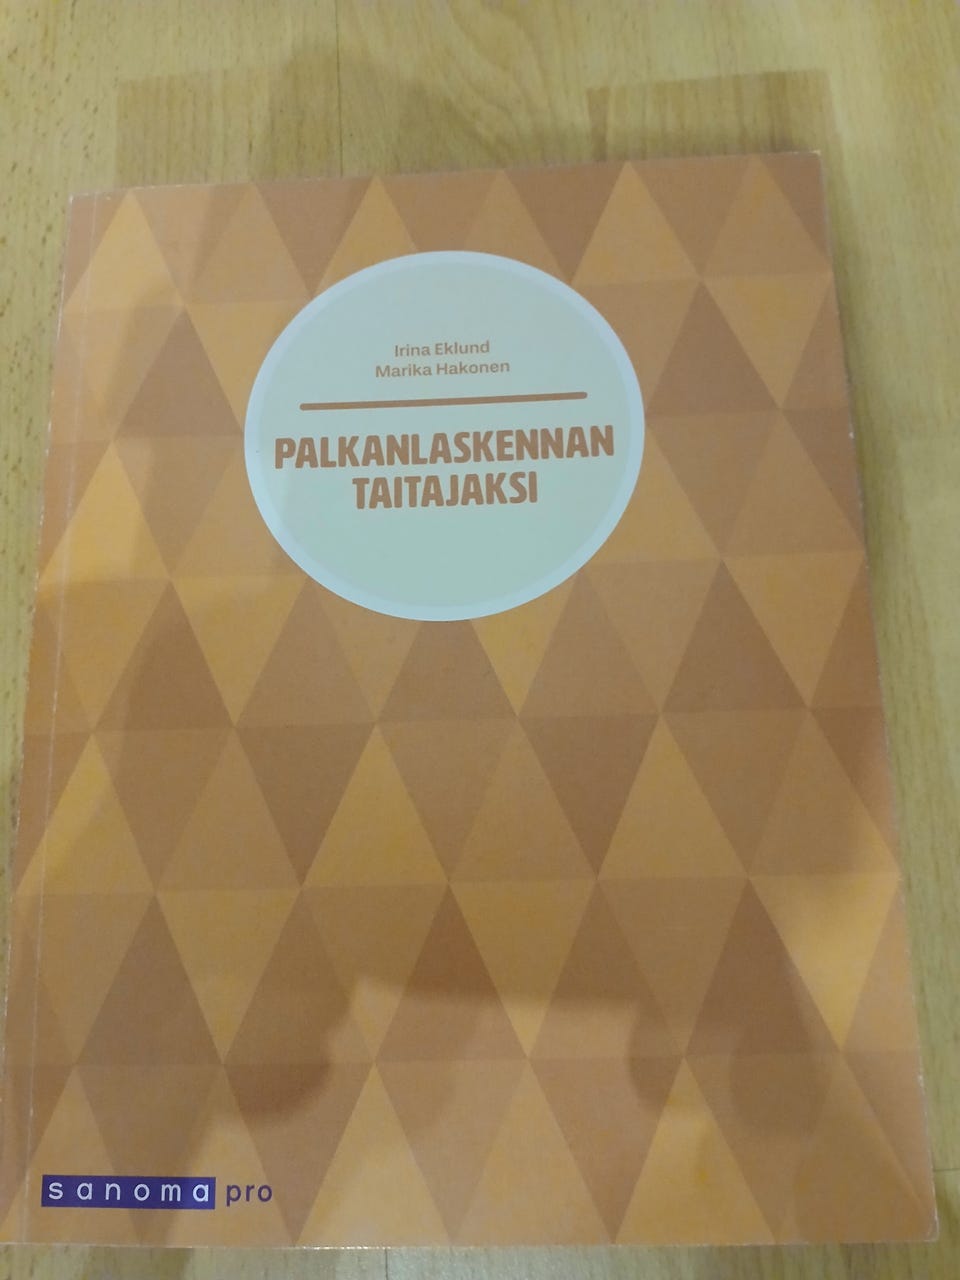 Irina Eklund
Marika Hakonen
PALKANLASKENNAN
TAITAJAKSI
sanoma pro